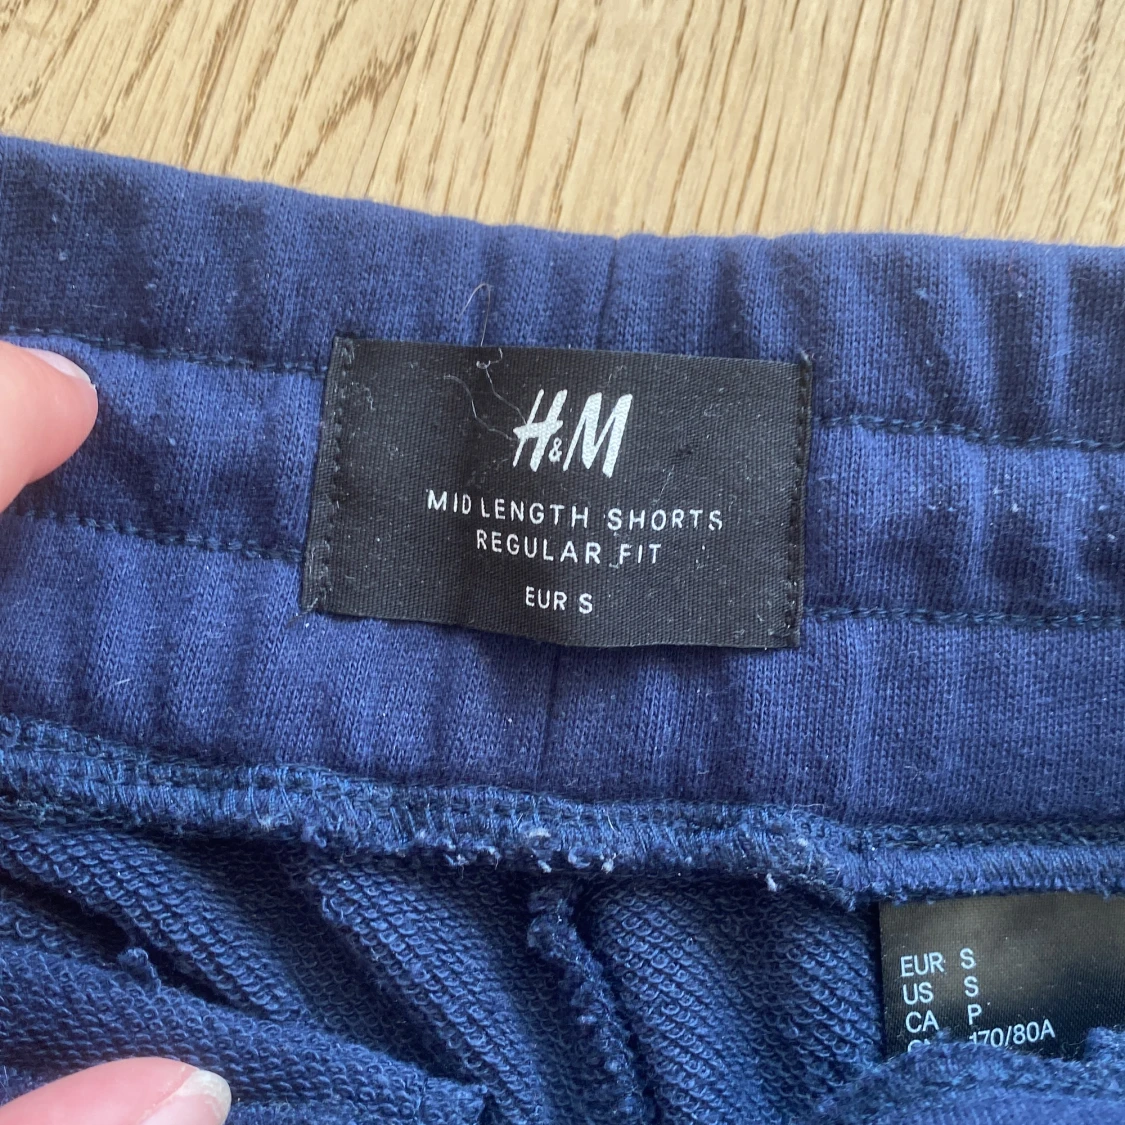 H&M
MID LENGTH SHORTS
REGULAR FIT
EUR S
EUR S
US S
CA P
170/80A